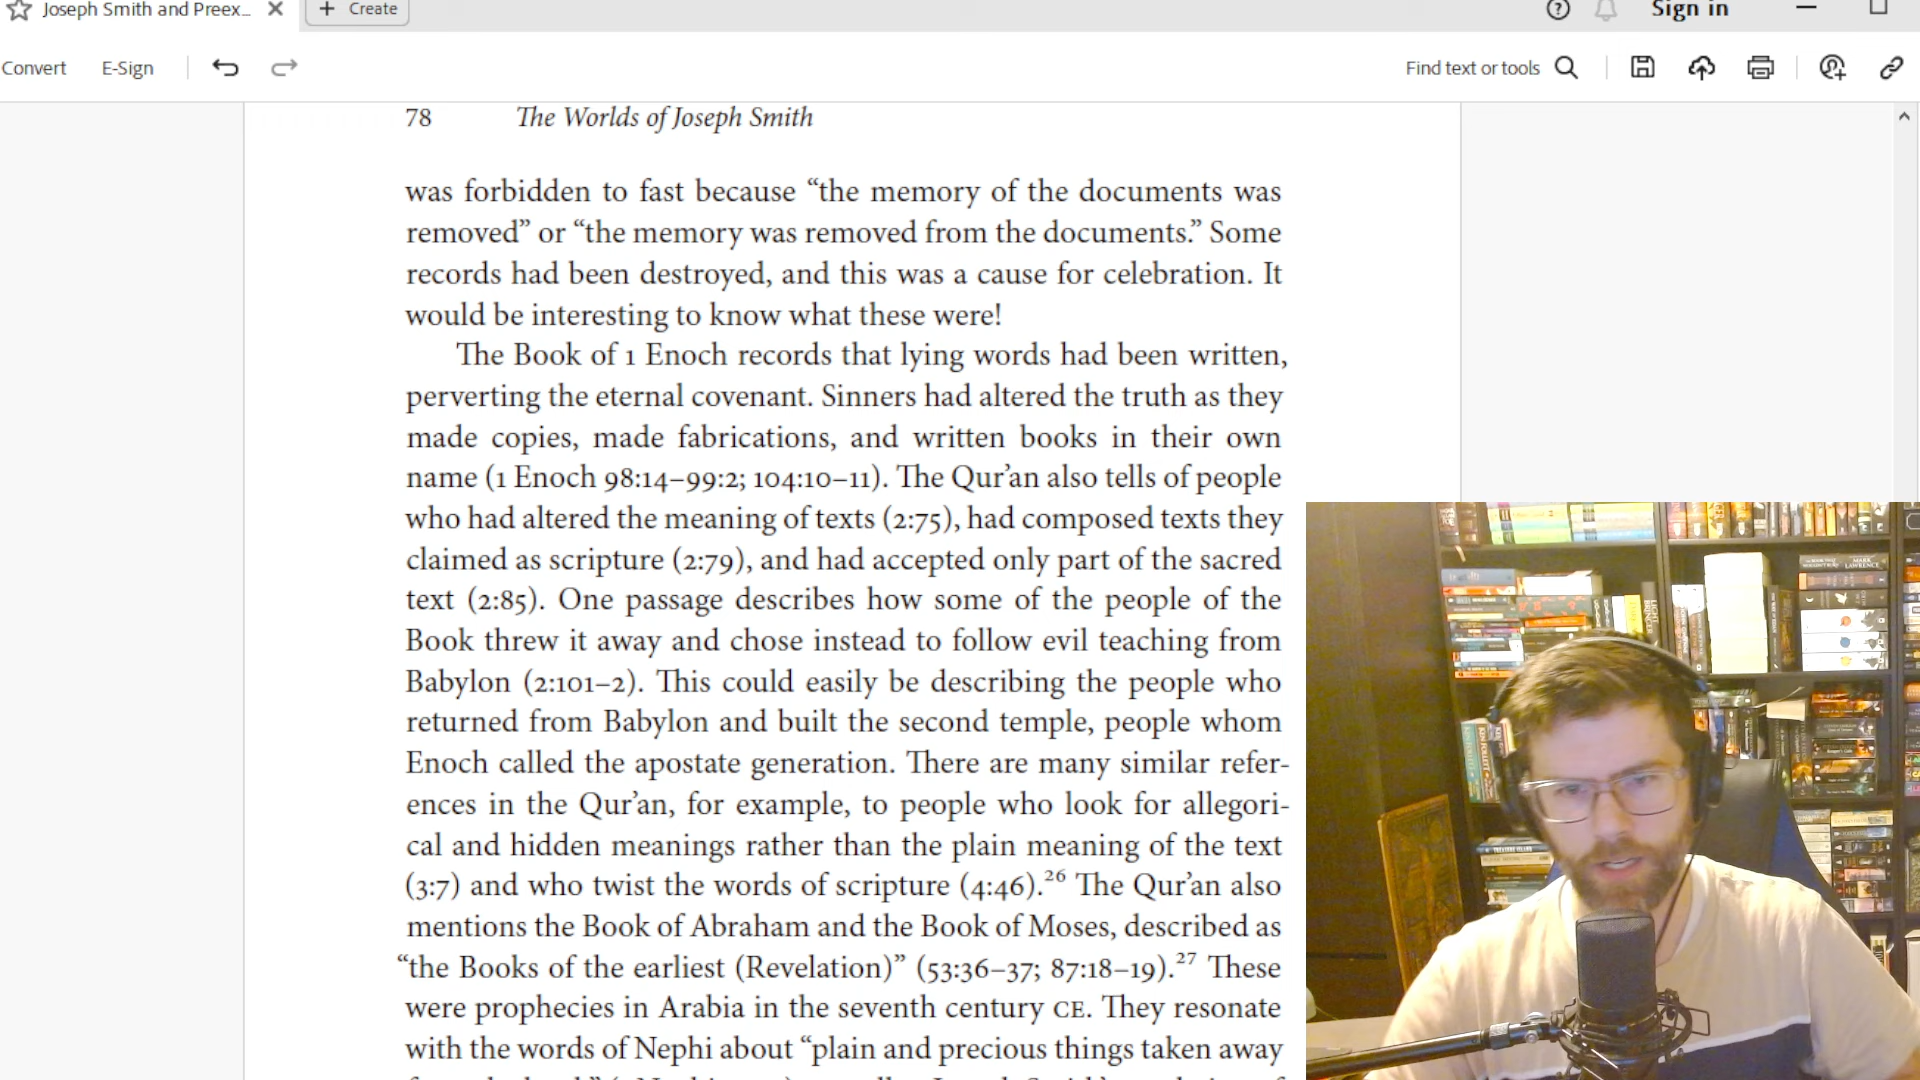 Joseph Smith and Preex...
Create
Sign in
Convert
E-Sign
Find text or tools
78 The Worlds of Joseph Smith
was forbidden to fast because “the memory of the documents was
removed” or “the memory was removed from the documents.” Some
records had been destroyed, and this was a cause for celebration. It
would be interesting to know what these were!
The Book of 1 Enoch records that lying words had been written,
perverting the eternal covenant. Sinners had altered the truth as they
made copies, made fabrications, and written books in their own
name (1 Enoch 98:14–99:2; 104:10–11). The Qur’an also tells of people
who had altered the meaning of texts (2:75), had composed texts they
claimed as scripture (2:79), and had accepted only part of the sacred
text (2:85). One passage describes how some of the people of the
Book threw it away and chose instead to follow evil teaching from
Babylon (2:101–2). This could easily be describing the people who
returned from Babylon and built the second temple, people whom
Enoch called the apostate generation. There are many similar refer-
ences in the Qur’an, for example, to people who look for allegori-
cal and hidden meanings rather than the plain meaning of the text
(3:7) and who twist the words of scripture (4:46).26 The Qur’an also
mentions the Book of Abraham and the Book of Moses, described as
“the Books of the earliest (Revelation)” (53:36–37; 87:18–19).27 These
were prophecies in Arabia in the seventh century CE. They resonate
with the words of Nephi about “plain and precious things taken away
MARK
LAWRENCE